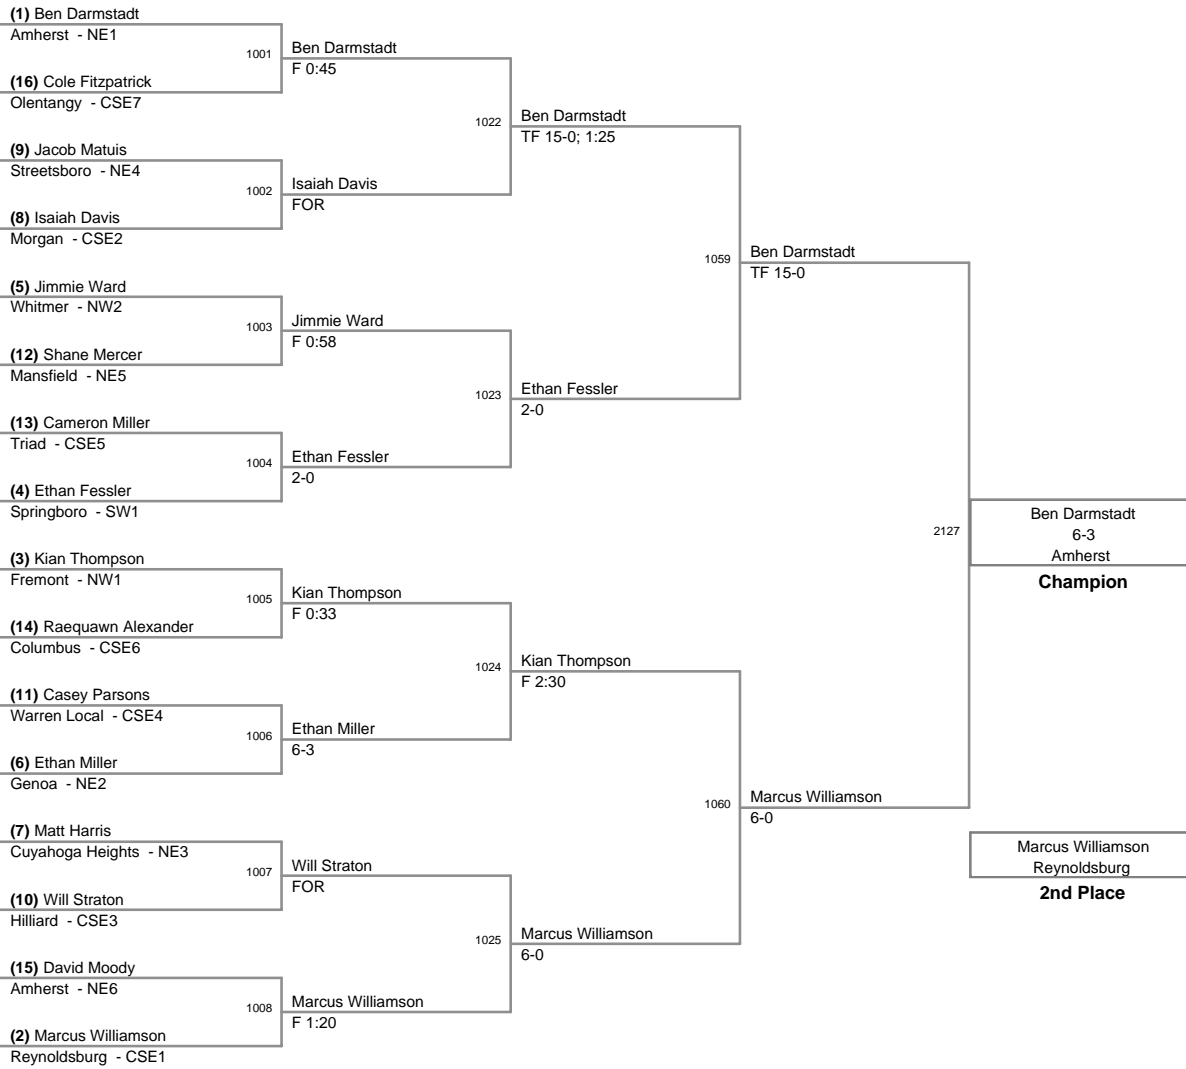 (1) Ben Darmstadt
Amherst - NE1
1001
Ben Darmstadt
F 0:45
(16) Cole Fitzpatrick
Olentangy - CSE7
1022
Ben Darmstadt
TF 15-0; 1:25
(9) Jacob Matuis
Streetsboro - NE4
1002
Isaiah Davis
FOR
(8) Isaiah Davis
Morgan - CSE2
1059
Ben Darmstadt
TF 15-0
(5) Jimmie Ward
Whitmer - NW2
1003
Jimmie Ward
F 0:58
(12) Shane Mercer
Mansfield - NE5
1023
Ethan Fessler
2-0
(13) Cameron Miller
Triad - CSE5
1004
Ethan Fessler
2-0
(4) Ethan Fessler
Springboro - SW1
2127
Ben Darmstadt
6-3
Amherst
Champion
(3) Kian Thompson
Fremont - NW1
1005
Kian Thompson
F 0:33
(14) Raequawn Alexander
Columbus - CSE6
1024
Kian Thompson
F 2:30
(11) Casey Parsons
Warren Local - CSE4
1006
Ethan Miller
6-3
(6) Ethan Miller
Genoa - NE2
1060
Marcus Williamson
6-0
(7) Matt Harris
Cuyahoga Heights - NE3
1007
Will Straton
FOR
(10) Will Straton
Hilliard - CSE3
Marcus Williamson
Reynoldsburg
2nd Place
1025
Marcus Williamson
6-0
(15) David Moody
Amherst - NE6
1008
Marcus Williamson
F 1:20
(2) Marcus Williamson
Reynoldsburg - CSE1